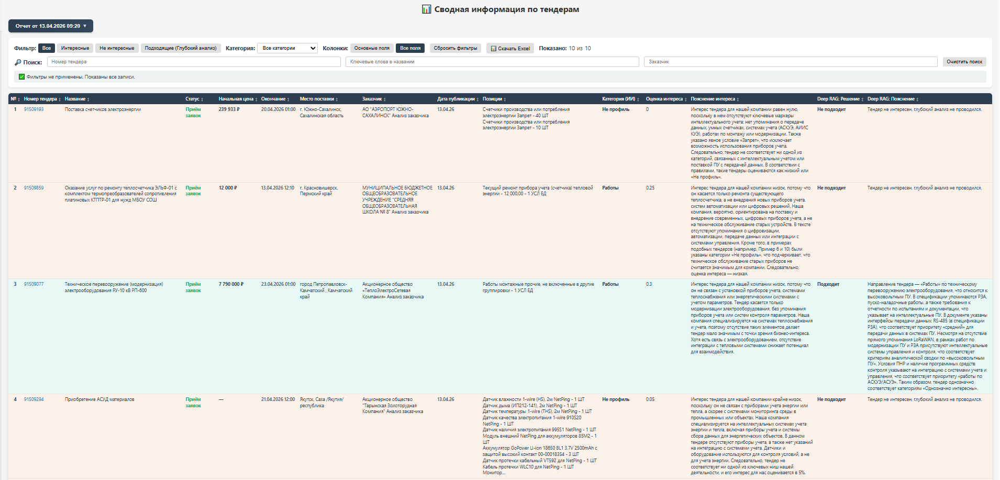 📊 Сводная информация по тендерам
Отчет от 13.04.2026 09:20 ▼
Фильтр: Все Интересные Не интересные Подходящие (Глубокий анализ) Категория: Все категории Колонки: Основные поля Все поля Сбросить фильтры 📊 Скачать Excel Показано: 10 из 10
🔎 Поиск: Номер тендера Ключевые слова в названии Заказчик Очистить поиск
✅ Фильтры не применены. Показаны все записи.
№ ↕ Номер тендера ↕ Название ↕ Статус ↕ Начальная цена ↕ Окончание ↕ Место поставки ↕ Заказчик ↕ Дата публикации ↕ Позиции ↕ Категория (ИИ) ↕ Оценка интереса ↕ Пояснение интереса ↕ Deep RAG: Решение ↕ Deep RAG: Пояснение ↕
1
91509193
Поставка счетчиков электроэнергии
Приём
заявок
239 933 ₽
20.04.2026 01:00
г. Южно-Сахалинск,
Сахалинская область
АО "АЭРОПОРТ ЮЖНО-
САХАЛИНСК" Анализ заказчика
13.04.26
Счетчики производства или потребления
электроэнергии Запрет - 40 ШТ
Счетчики производства или потребления
электроэнергии Запрет - 10 ШТ
Не профиль
0
Интерес тендера для нашей компании равен нулю,
поскольку в нем отсутствуют ключевые маркеры
интеллектуального учета: нет упоминания о передаче
данных, умных счетчиках, системах учета (АСКУЭ, АИИС
КУЭ), работах по монтажу или модернизации. Также
указано явное условие «Запрет», что исключает
возможность использования приборов учета.
Следовательно, тендер не соответствует ни одной из
категорий, связанных с интеллектуальным учетом или
поставкой ПУ с передачей данных. В соответствии с
правилами, такие тендеры оцениваются как низкий или
«Не профиль».
Не подходит
Тендер не интересен, глубокий анализ не проводился.
2
91509859
Оказание услуг по ремонту теплосчетчика ЭЛЬФ-01 с
комплектом термопреобразователей сопротивления
платиновых КТПТР-01 для нужд МБОУ СОШ
Приём
заявок
12 000 ₽
13.04.2026 12:10
г. Красновишерск,
Пермский край
МУНИЦИПАЛЬНОЕ БЮДЖЕТНОЕ
ОБЩЕОБРАЗОВАТЕЛЬНОЕ
УЧРЕЖДЕНИЕ "СРЕДНЯЯ
ОБЩЕОБРАЗОВАТЕЛЬНАЯ
ШКОЛА № 8" Анализ заказчика
13.04.26
Текущий ремонт прибора учета (счетчика) тепловой
энергии - 12 000,00 - 1 УСЛ ЕД
Работы
0.25
Интерес тендера для нашей компании низок, потому что
он касается только ремонта существующего
теплосчетчика, а не внедрения новых приборов учета,
систем автоматизации или цифровых решений. Наша
компания, вероятно, ориентирована на поставку и
внедрение современных, цифровых приборов учета, а не
на техническое обслуживание старых устройств. В тексте
отсутствуют упоминания о цифровизации,
автоматизации, передаче данных или интеграции с
системами управления. Кроме того, в примерах
подобных тендеров (например, Пример 6 и 10) были
указаны категории «Не профиль», что подчеркивает, что
техническое обслуживание старых приборов не
считается значимым для компании. Следовательно,
оценка интереса — низкая.
Не подходит
Тендер не интересен, глубокий анализ не проводился.
3
91509077
Техническое перевооружение (модернизация)
электрооборудования РУ-10 кВ РП-600
Приём
заявок
7 790 000 ₽
23.04.2026 01:00
город Петропавловск-
Камчатский , Камчатский
край
Акционерное общество
«ТеплоЭлектроСетевая
Компания» Анализ заказчика
13.04.26
Работы монтажные прочие, не включенные в другие
группировки - 1 УСЛ ЕД
Работы
0.3
Интерес тендера для нашей компании низок, потому что
он не связан с установкой приборов учета, системами
теплоснабжения или энергетическими системами с
учетом параметров. Тендер касается только
модернизации электрооборудования, без упоминания
приборов учета или систем контроля параметров. Наша
компания специализируется на системах теплоснабжения
и учета, поэтому отсутствие таких элементов делает
тендер мало значимым с точки зрения бизнес-интереса.
Хотя есть связь с электрооборудованием, отсутствие
интеграции с тепловыми системами снижает потенциал
для взаимодействия.
Подходит
Направление тендера — «Работы» по техническому
перевооружению электрооборудования, что относится к
высоковольтным ПУ. В спецификации упоминаются РЗА,
пуско-наладочные работы, а также требования к
отчетности по испытаниям и документации, что
указывает на интеллектуальные ПУ. В документе указаны
интерфейсы передачи данных: RS-485 (в спецификации
РЗА), что соответствует приоритету «средний» для
передачи данных в системах ПУ. Несмотря на отсутствие
прямого упоминания LoRaWAN, в рамках работ по
модернизации ПУ и РЗА присутствуют интеллектуальные
системы управления и контроля, что соответствует
критериям аналитической сводки по «высоковольтным
ПУ». Условия ПНР и наличие программных средств
контроля указывают на интеграцию с системами учета и
управления, что соответствует приоритету «работы по
АСКУЭ/АСУЭ». Таким образом, тендер однозначно
соответствует категориям «Однозначно интересны».
4
91509294
Приобретение АСУД материалов
Приём
заявок
—
21.04.2026 12:00
Якутск, Саха /Якутия/
республика
Акционерное общество
"Тарынская Золоторудная
Компания" Анализ заказчика
13.04.26
Датчик влажности 1-wire (HS), 2м NetPing - 1 ШТ
Датчик дыма (ИП212-141), 2м NetPing - 1 ШТ
Датчик температуры 1-wire (THS), 2м NetPing - 1 ШТ
Датчик качества электропитания 1-wire 910S20
NetPing - 1 ШТ
Датчик наличия электропитания 995S1 NetPing - 1 ШТ
Модуль внешний NetPing для аккумуляторов 85M2 - 1
ШТ
Аккумулятор GoPower Li-ion 18650 BL1 3.7V 2500mAh с
защитой высокий контакт 00-00018354 - 3 ШТ
Датчик протечки кабельный VT592 для NetPing - 1 ШТ
Кабель протечки WLC10 для NetPing - 1 ШТ
Монитор...
Не профиль
0.05
Интерес тендера для нашей компании крайне низок,
поскольку он не связан с приборами учета энергии или
тепла, а скорее с системами мониторинга среды в
промышленных или объектах. Наша компания
специализируется на интеллектуальных системах учета
энергии и тепла, включая приборы учета и системы
сбора данных для энергетических объектов. В данном
тендере отсутствуют приборы учета, а также нет указаний
на интеграцию с системами учета. Датчики и
оборудование используются для контроля условий, а не
для учета энергии. Следовательно, тендер не
соответствует ни одной из ключевых ниш нашей
деятельности, и его интерес для нас оценивается в 5%.
Не подходит
Тендер не интересен, глубокий анализ не проводился.